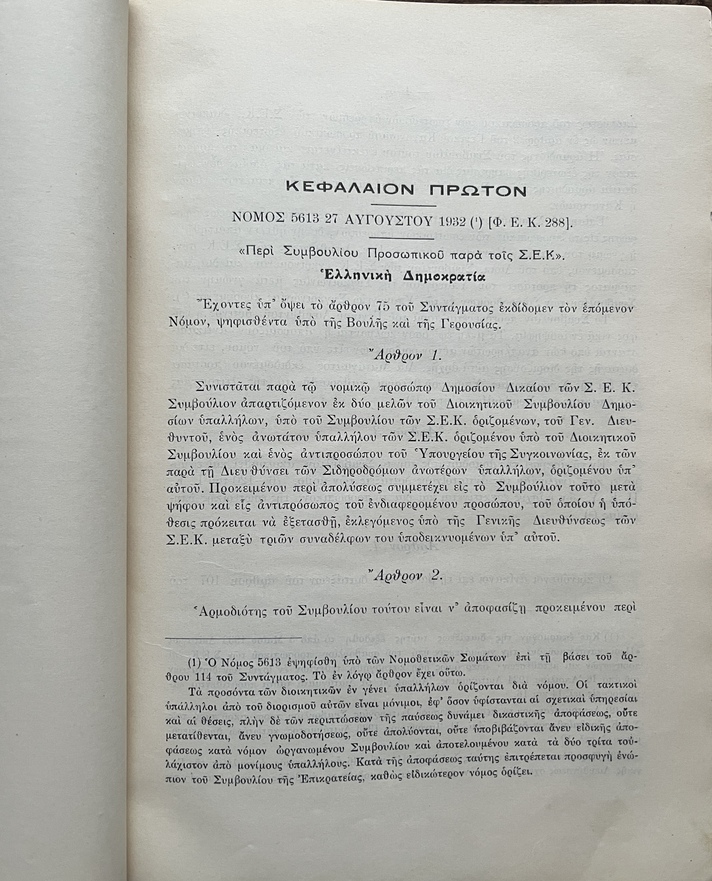 ΚΕΦΑΛΑΙΟΝ ΠΡΩΤΟΝ
ΝΟΜΟΣ 5613 27 ΑΥΓΟΥΣΤΟΥ 1932 (¹) [Φ. Ε. Κ. 288].
«Περὶ Συμβουλίου Προσωπικοῦ παρὰ τοῖς Σ.Ε.Κ».
Ἑλληνικὴ Δημοκρατία
Ἔχοντες ὑπ' ὄψει τὸ ἄρθρον 75 τοῦ Συντάγματος ἐκδίδομεν τὸν ἑπόμενον
Νόμον, ψηφισθέντα ὑπὸ τῆς Βουλῆς καὶ τῆς Γερουσίας.
Ἄρθρον 1.
Συνιστᾶται παρὰ τῷ νομικῷ προσώπῳ Δημοσίου Δικαίου τῶν Σ. Ε. Κ.
Συμβούλιον ἀπαρτιζόμενον ἐκ δύο μελῶν τοῦ Διοικητικοῦ Συμβουλίου Δημο-
σίων ὑπαλλήλων, ὑπὸ τοῦ Συμβουλίου τῶν Σ.Ε.Κ. ὁριζομένων, τοῦ Γεν. Διευ-
θυντοῦ, ἑνὸς ἀνωτάτου ὑπαλλήλου τῶν Σ.Ε.Κ. ὁριζομένου ὑπὸ τοῦ Διοικητικοῦ
Συμβουλίου καὶ ἑνὸς ἀντιπροσώπου τοῦ Ὑπουργείου τῆς Συγκοινωνίας, ἐκ τῶν
παρὰ τῇ Διευθύνσει τῶν Σιδηροδρόμων ἀνωτέρων ὑπαλλήλων, ὁριζομένου ὑπ'
αὐτοῦ. Προκειμένου περὶ ἀπολύσεως συμμετέχει εἰς τὸ Συμβούλιον τοῦτο μετὰ
ψήφου καὶ εἷς ἀντιπρόσωπος τοῦ ἐνδιαφερομένου προσώπου, τοῦ ὁποίου ἡ ὑπό-
θεσις πρόκειται νὰ ἐξετασθῇ, ἐκλεγόμενος ὑπὸ τῆς Γενικῆς Διευθύνσεως τῶν
Σ.Ε.Κ. μεταξὺ τριῶν συναδέλφων του ὑποδεικνυομένων ὑπ' αὐτοῦ.
Ἄρθρον 2.
Ἁρμοδιότης τοῦ Συμβουλίου τούτου εἶναι ν' ἀποφασίζῃ προκειμένου περὶ
(1) Ὁ Νόμος 5613 ἐψηφίσθη ὑπὸ τῶν Νομοθετικῶν Σωμάτων ἐπὶ τῇ βάσει τοῦ ἄρ-
θρου 114 τοῦ Συντάγματος. Τὸ ἐν λόγῳ ἄρθρον ἔχει οὕτω.
Τὰ προσόντα τῶν διοικητικῶν ἐν γένει ὑπαλλήλων ὁρίζονται διὰ νόμου. Οἱ τακτικοὶ
ὑπάλληλοι ἀπὸ τοῦ διορισμοῦ αὐτῶν εἶναι μόνιμοι, ἐφ' ὅσον ὑφίστανται αἱ σχετικαὶ ὑπηρεσίαι
καὶ αἱ θέσεις, πλὴν δὲ τῶν περιπτώσεων τῆς παύσεως δυνάμει δικαστικῆς ἀποφάσεως, οὔτε
μετατίθενται, ἄνευ γνωμοδοτήσεως, οὔτε ἀπολύονται, οὔτε ὑποβιβάζονται ἄνευ εἰδικῆς ἀπο-
φάσεως κατὰ νόμον ὠργανωμένου Συμβουλίου καὶ ἀποτελουμένου κατὰ τὰ δύο τρίτα τοὐ-
λάχιστον ἀπὸ μονίμους ὑπαλλήλους. Κατὰ τῆς ἀποφάσεως ταύτης ἐπιτρέπεται προσφυγὴ ἐνώ-
πιον τοῦ Συμβουλίου τῆς Ἐπικρατείας, καθὼς εἰδικώτερον νόμος ὁρίζει.